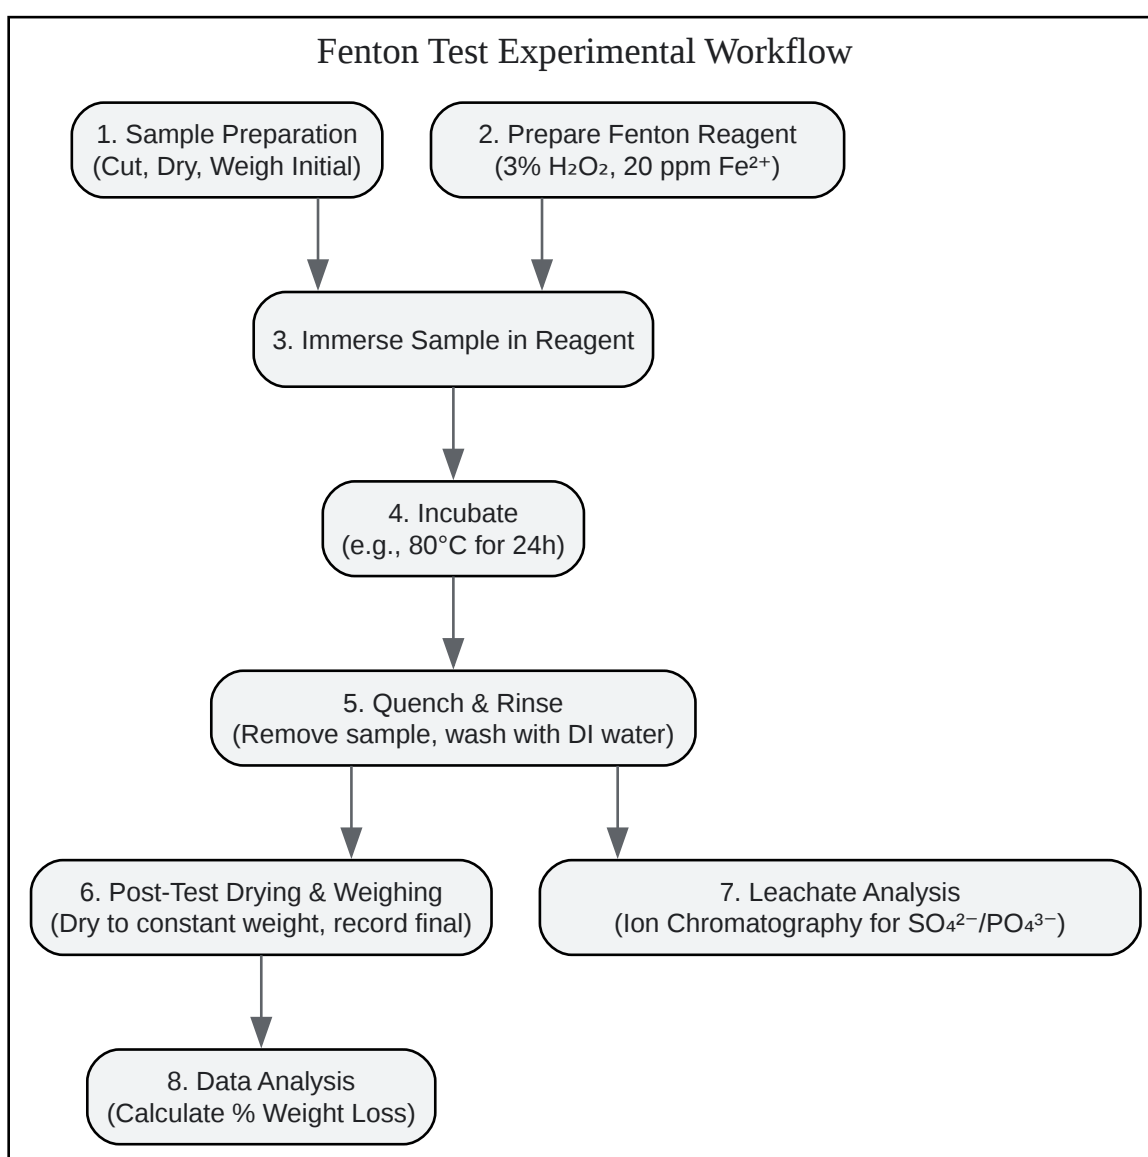 Fenton Test Experimental Workflow
1. Sample Preparation
(Cut, Dry, Weigh Initial)
2. Prepare Fenton Reagent
(3% H₂O₂, 20 ppm Fe²⁺)
3. Immerse Sample in Reagent
4. Incubate
(e.g., 80°C for 24h)
5. Quench & Rinse
(Remove sample, wash with DI water)
6. Post-Test Drying & Weighing
(Dry to constant weight, record final)
7. Leachate Analysis
(Ion Chromatography for SO₄²⁻/PO₄³⁻)
8. Data Analysis
(Calculate % Weight Loss)